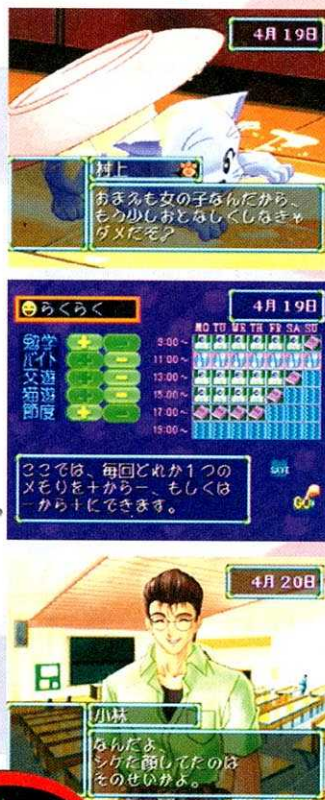 4月19日
村上
おまえも女の子なんだから、
もう少しおとなしくしなきゃ
ダメだぞ?
らくらく
4月19日
MO TU WE TH FR SA SU
勉学 + - 9:00~
バイト + - 11:00~
交遊 + - 13:00~
猫遊 + - 15:00~
節度 + - 17:00~
19:00~
ここでは、毎回どれか1つの
メモリを+からー もしくは
ーから+にできます。
SAVE
GO!
4月20日
小林
なんだよ、
シケた顔してたのは
そのせいかよ。